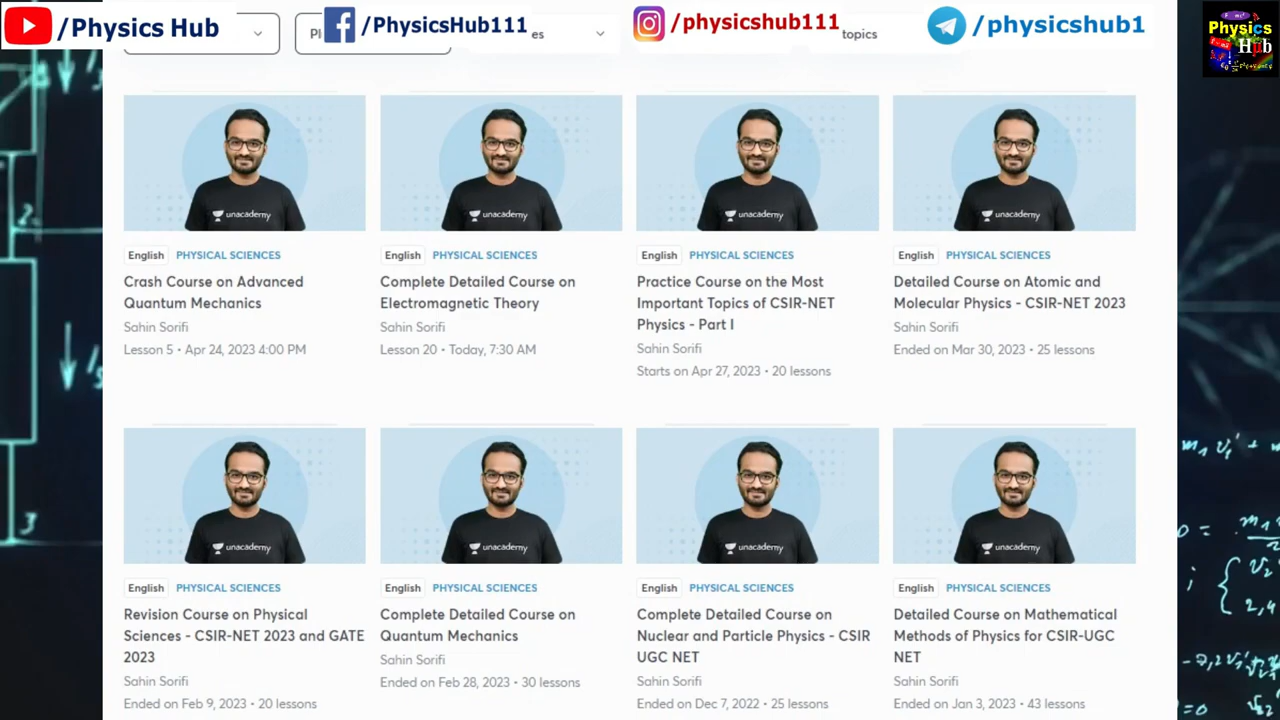 /Physics Hub
/PhysicsHub111
/physicshub111
/physicshub1
Physics
Hub
Pl
es
topics
unacademy
unacademy
unacademy
unacademy
English PHYSICAL SCIENCES
Crash Course on Advanced
Quantum Mechanics
Sahin Sorifi
Lesson 5 • Apr 24, 2023 4:00 PM
English PHYSICAL SCIENCES
Complete Detailed Course on
Electromagnetic Theory
Sahin Sorifi
Lesson 20 • Today, 7:30 AM
English PHYSICAL SCIENCES
Practice Course on the Most
Important Topics of CSIR-NET
Physics - Part I
Sahin Sorifi
Starts on Apr 27, 2023 • 20 lessons
English PHYSICAL SCIENCES
Detailed Course on Atomic and
Molecular Physics - CSIR-NET 2023
Sahin Sorifi
Ended on Mar 30, 2023 • 25 lessons
unacademy
unacademy
unacademy
unacademy
English PHYSICAL SCIENCES
Revision Course on Physical
Sciences - CSIR-NET 2023 and GATE
2023
Sahin Sorifi
Ended on Feb 9, 2023 • 20 lessons
English PHYSICAL SCIENCES
Complete Detailed Course on
Quantum Mechanics
Sahin Sorifi
Ended on Feb 28, 2023 • 30 lessons
English PHYSICAL SCIENCES
Complete Detailed Course on
Nuclear and Particle Physics - CSIR
UGC NET
Sahin Sorifi
Ended on Dec 7, 2022 • 25 lessons
English PHYSICAL SCIENCES
Detailed Course on Mathematical
Methods of Physics for CSIR-UGC
NET
Sahin Sorifi
Ended on Jan 3, 2023 • 43 lessons